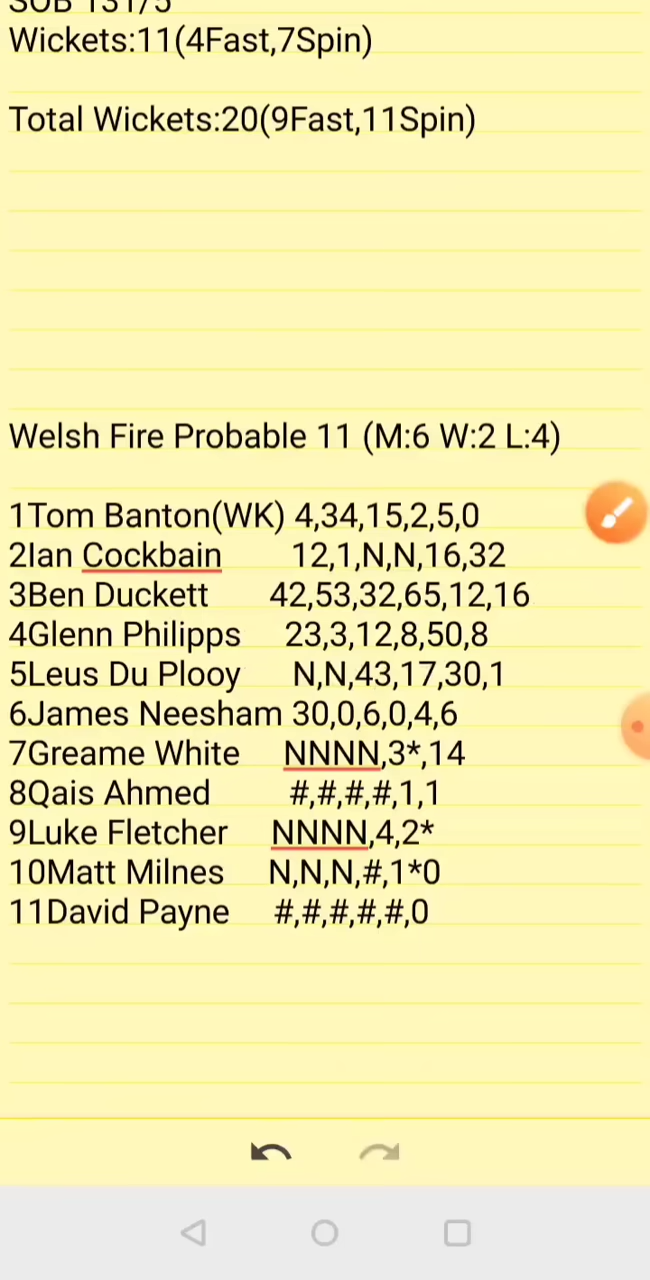 SOB 131/5
Wickets:11(4Fast,7Spin)
Total Wickets:20(9Fast,11Spin)
Welsh Fire Probable 11 (M:6 W:2 L:4)
1Tom Banton(WK) 4,34,15,2,5,0
2Ian Cockbain 12,1,N,N,16,32
3Ben Duckett 42,53,32,65,12,16
4Glenn Philipps 23,3,12,8,50,8
5Leus Du Plooy N,N,43,17,30,1
6James Neesham 30,0,6,0,4,6
7Greame White NNNN,3*,14
8Qais Ahmed #,#,#,#,1,1
9Luke Fletcher NNNN,4,2*
10Matt Milnes N,N,N,#,1*0
11David Payne #,#,#,#,#,0